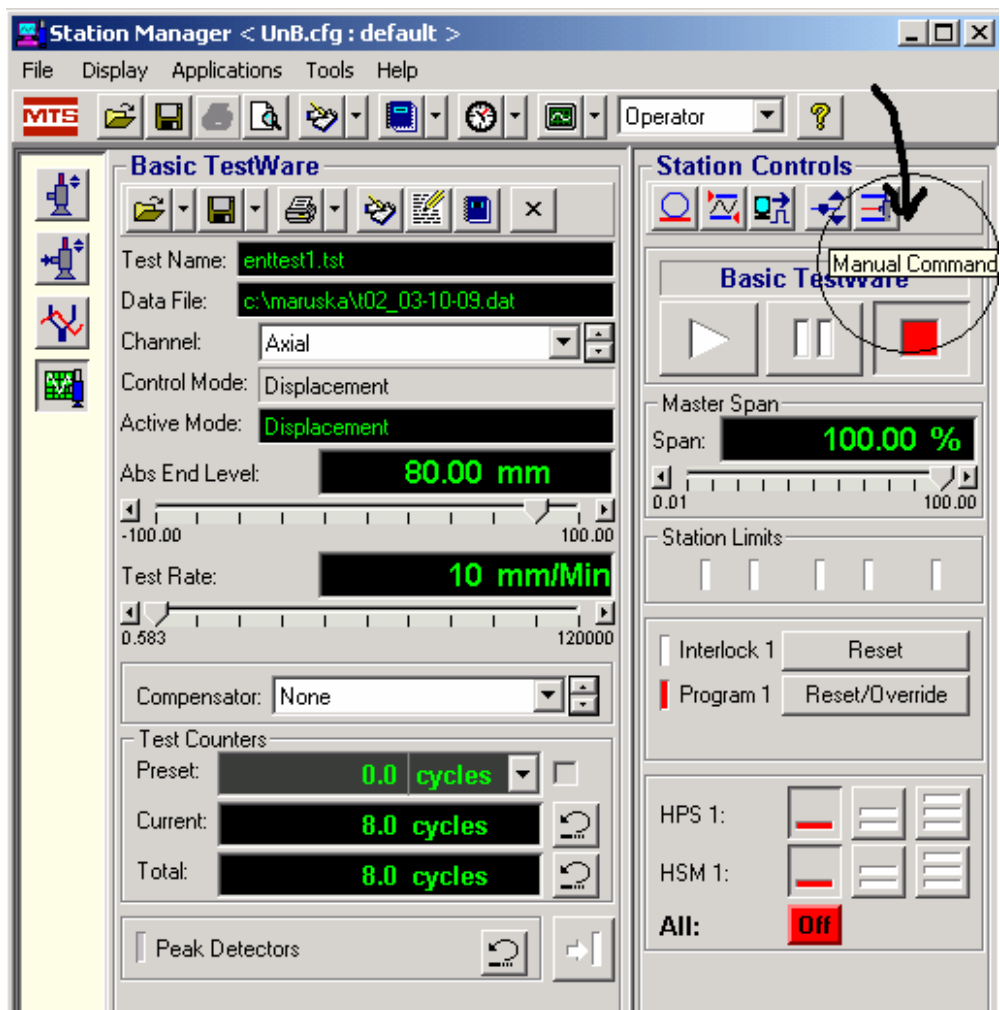 Station Manager < UnB.cfg : default >
File Display Applications Tools Help
MTS Operator
Basic TestWare
Test Name: enttest1.tst
Data File: c:\maruska\t02_03-10-09.dat
Channel: Axial
Control Mode: Displacement
Active Mode: Displacement
Abs End Level: 80.00 mm
-100.00 100.00
Test Rate: 10 mm/Min
0.583 120000
Compensator: None
Test Counters
Preset: 0.0 cycles
Current: 8.0 cycles
Total: 8.0 cycles
Peak Detectors
Station Controls
Manual Command
Basic TestWare
Master Span
Span: 100.00 %
0.01 100.00
Station Limits
Interlock 1 Reset
Program 1 Reset/Override
HPS 1:
HSM 1:
All: Off